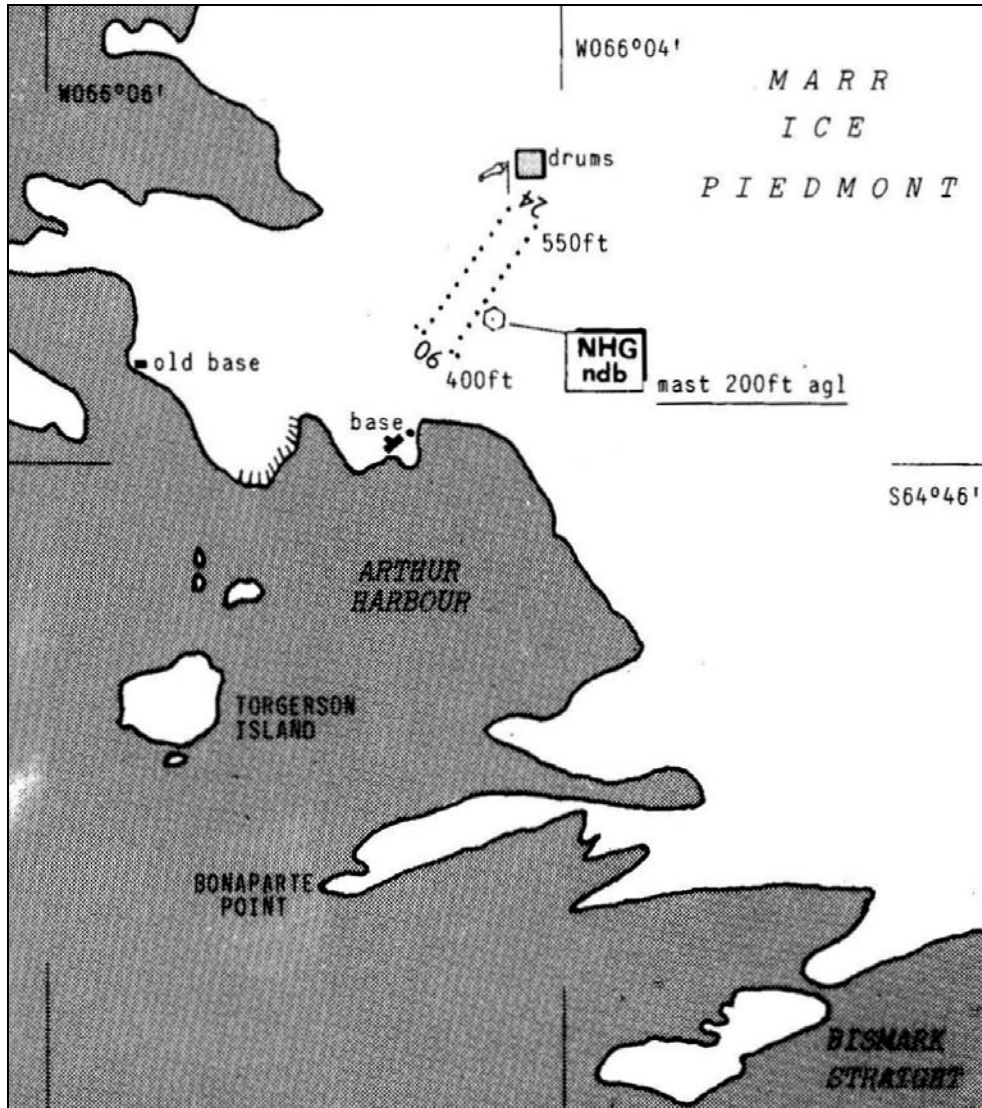 W066°04'
W066°06'
MARR
ICE
PIEDMONT
drums
24
550ft
06
400ft
NHG
ndb
mast 200ft agl
old base
base
S64°46'
ARTHUR
HARBOUR
TORGERSON
ISLAND
BONAPARTE
POINT
BISMARK
STRAIGHT